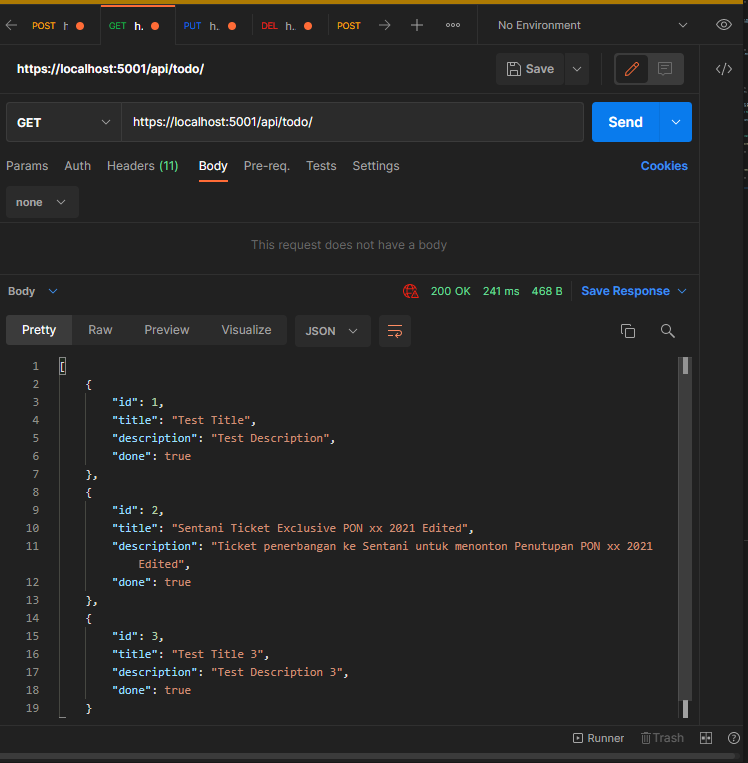 POST h GET h. PUT h. DEL h. POST No Environment
https://localhost:5001/api/todo/ Save
GET https://localhost:5001/api/todo/ Send
Params Auth Headers (11) Body Pre-req. Tests Settings Cookies
none
This request does not have a body
Body 200 OK 241 ms 468 B Save Response
Pretty Raw Preview Visualize JSON
1 [
2 {
3 "id": 1,
4 "title": "Test Title",
5 "description": "Test Description",
6 "done": true
7 },
8 {
9 "id": 2,
10 "title": "Sentani Ticket Exclusive PON xx 2021 Edited",
11 "description": "Ticket penerbangan ke Sentani untuk menonton Penutupan PON xx 2021
Edited",
12 "done": true
13 },
14 {
15 "id": 3,
16 "title": "Test Title 3",
17 "description": "Test Description 3",
18 "done": true
19 }
Runner Trash